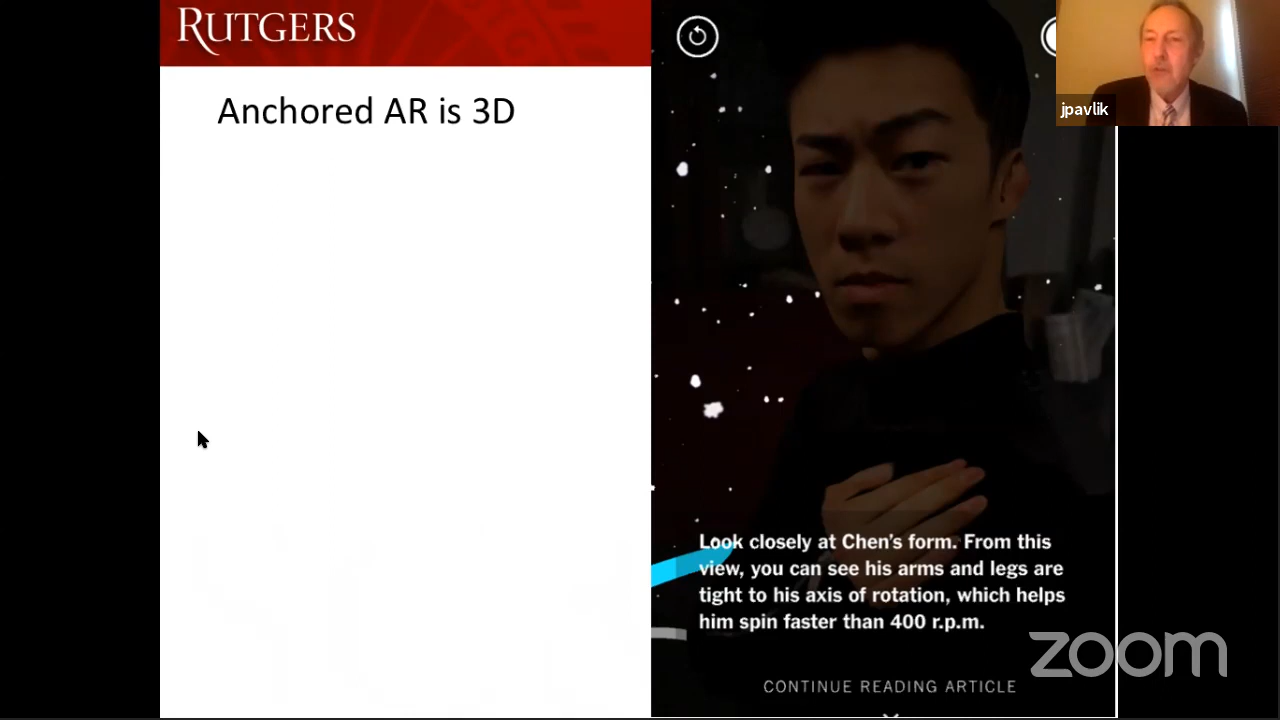 RUTGERS
Anchored AR is 3D
jpavlik
Look closely at Chen's form. From this
view, you can see his arms and legs are
tight to his axis of rotation, which helps
him spin faster than 400 r.p.m.
zoom
CONTINUE READING ARTICLE